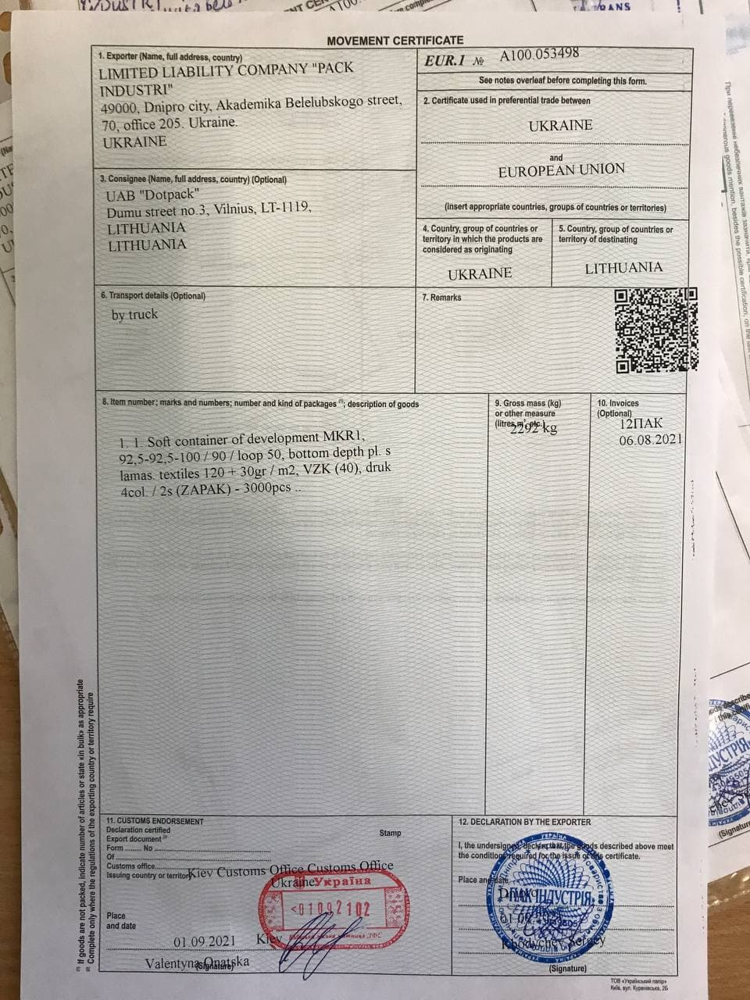 MOVEMENT CERTIFICATE
1. Exporter (Name, full address, country)
LIMITED LIABILITY COMPANY "PACK
INDUSTRI"
49000, Dnipro city, Akademika Belelubskogo street,
70, office 205. Ukraine.
UKRAINE
EUR.1 № A100.053498
See notes overleaf before completing this form.
2. Certificate used in preferential trade between
UKRAINE
and
EUROPEAN UNION
(insert appropriate countries, groups of countries or territories)
3. Consignee (Name, full address, country) (Optional)
UAB "Dotpack"
Dumu street no.3, Vilnius, LT-1119,
LITHUANIA
LITHUANIA
4. Country, group of countries or
territory in which the products are
considered as originating
UKRAINE
5. Country, group of countries or
territory of destinating
LITHUANIA
6. Transport details (Optional)
by truck
7. Remarks
8. Item number; marks and numbers; number and kind of packages (1); description of goods
1. 1. Soft container of development MKR1,
92,5-92,5-100 / 90 / loop 50, bottom depth pl. s
lamas. textiles 120 + 30gr / m2, VZK (40), druk
4col. / 2s (ZAPAK) - 3000pcs ..
9. Gross mass (kg)
or other measure
(litres, m³, etc.)
2292 kg
10. Invoices
(Optional)
12ПАК
06.08.2021
(1) If goods are not packed, indicate number of articles or state «in bulk» as appropriate
(2) Complete only where the regulations of the exporting country or territory require
11. CUSTOMS ENDORSEMENT
Declaration certified
Export document (2)
Form ........ No
Of
Customs office
Issuing country or territory
Stamp
Kiev Customs Office Customs Office
Ukraine
Україна
<01092102
Place
and date
01.09.2021 Kiev
Valentyna Opatska
(Signature)
12. DECLARATION BY THE EXPORTER
I, the undersigned, declare that the goods described above meet
the conditions required for the issue of this certificate.
Place and date
УКРАЇНА
ПАК ІНДУСТРІЯ
(Signature)
ТОВ «Український папір»
Київ, вул. Куренівська, 2Б